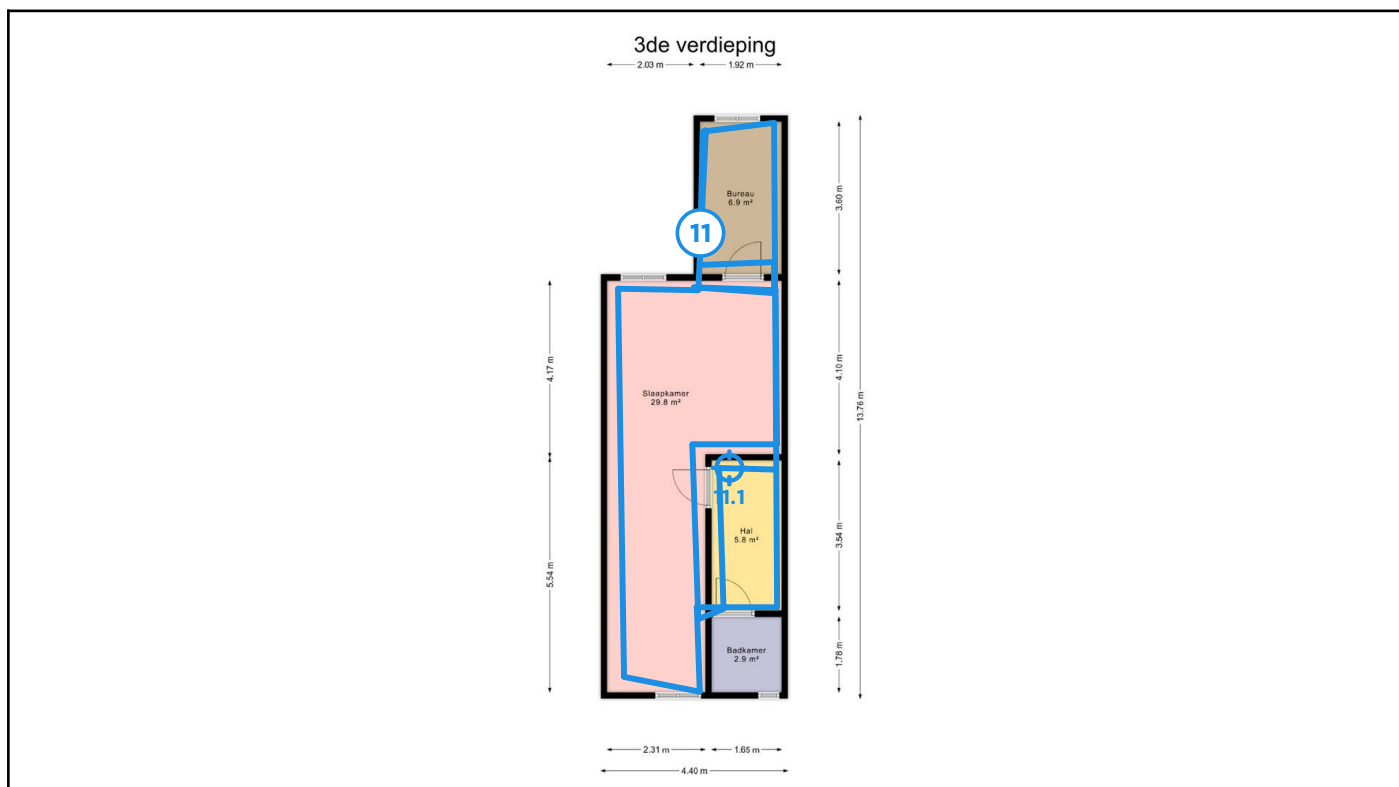 3de verdieping
2.03 m
1.92 m
Bureau
6.9 m²
3.60 m
11
Slaapkamer
29.8 m²
4.17 m
4.10 m
13.76 m
11.1
Hal
5.8 m²
5.54 m
3.54 m
Badkamer
2.9 m²
1.78 m
2.31 m
1.65 m
4.40 m